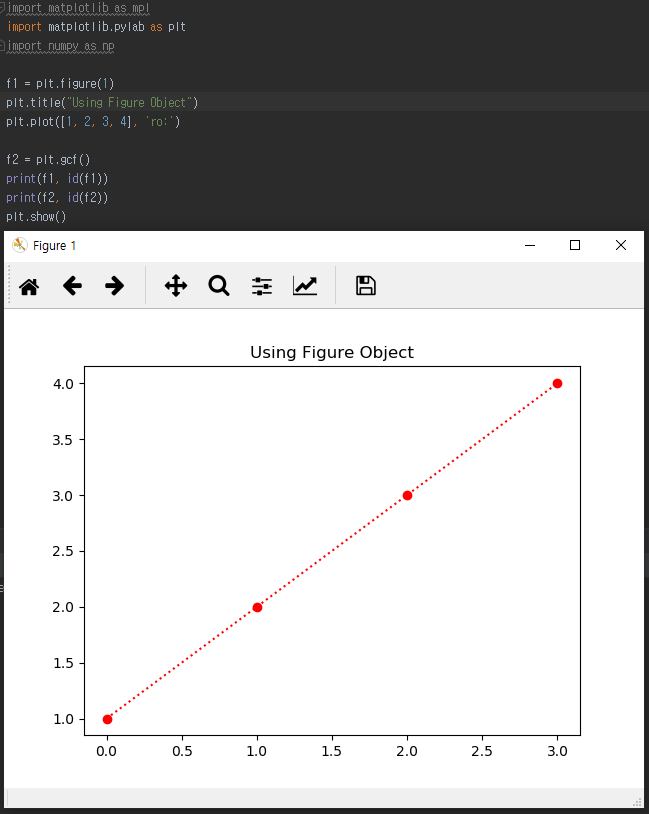 import matplotlib as mpl
import matplotlib.pylab as plt
import numpy as np
f1 = plt.figure(1)
plt.title("Using Figure Object")
plt.plot([1, 2, 3, 4], 'ro:')
f2 = plt.gcf()
print(f1, id(f1))
print(f2, id(f2))
plt.show()
Figure 1
Using Figure Object
4.0
3.5
3.0
2.5
2.0
1.5
1.0
0.0 0.5 1.0 1.5 2.0 2.5 3.0